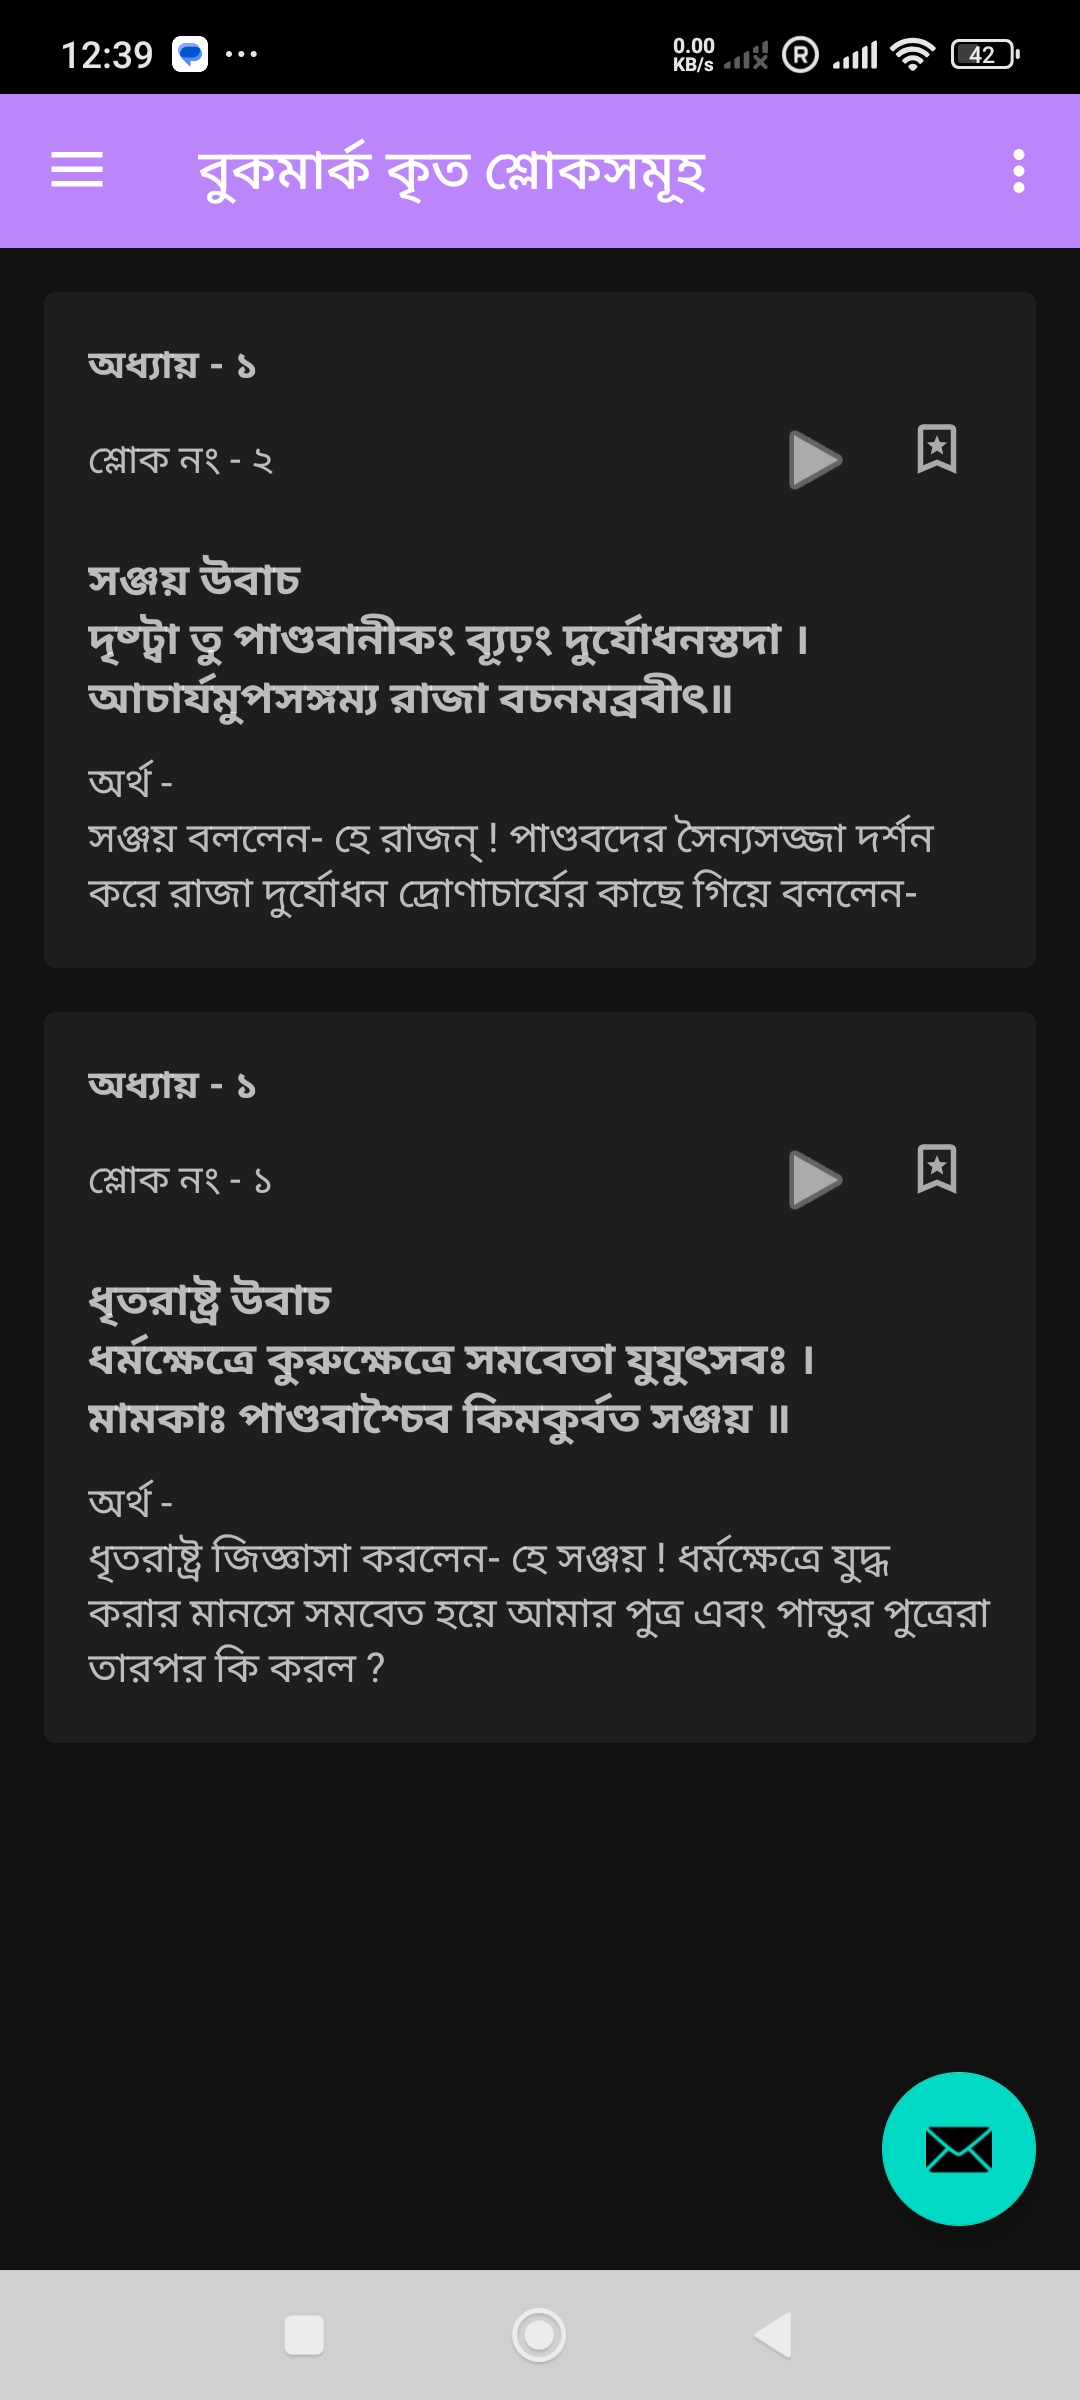 12:39
0.00
KB/s
R
42
বুকমার্ক কৃত শ্লোকসমূহ
অধ্যায় - ১
শ্লোক নং - ২
সঞ্জয় উবাচ
দৃষ্ট্বা তু পাণ্ডবানীকং ব্যূঢ়ং দুর্যোধনস্তদা ।
আচার্যমুপসঙ্গম্য রাজা বচনমব্রবীৎ॥
অর্থ -
সঞ্জয় বললেন- হে রাজন্ ! পাণ্ডবদের সৈন্যসজ্জা দর্শন
করে রাজা দুর্যোধন দ্রোণাচার্যের কাছে গিয়ে বললেন-
অধ্যায় - ১
শ্লোক নং - ১
ধৃতরাষ্ট্র উবাচ
ধর্মক্ষেত্রে কুরুক্ষেত্রে সমবেতা যুযুৎসবঃ ।
মামকাঃ পাণ্ডবাশ্চৈব কিমকুর্বত সঞ্জয় ॥
অর্থ -
ধৃতরাষ্ট্র জিজ্ঞাসা করলেন- হে সঞ্জয় ! ধর্মক্ষেত্রে যুদ্ধ
করার মানসে সমবেত হয়ে আমার পুত্র এবং পান্ডুর পুত্রেরা
তারপর কি করল ?